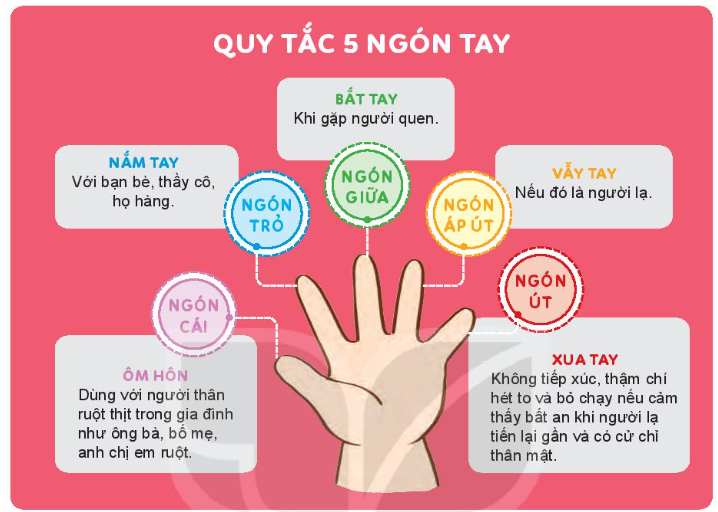 QUY TẮC 5 NGÓN TAY
BẮT TAY
Khi gặp người quen.
NẮM TAY
Với bạn bè, thầy cô,
họ hàng.
VẪY TAY
Nếu đó là người lạ.
NGÓN
TRỎ
NGÓN
GIỮA
NGÓN
ÁP ÚT
NGÓN
CÁI
NGÓN
ÚT
ÔM HÔN
Dùng với người thân
ruột thịt trong gia đình
như ông bà, bố mẹ,
anh chị em ruột.
XUA TAY
Không tiếp xúc, thậm chí
hét to và bỏ chạy nếu cảm
thấy bất an khi người lạ
tiến lại gần và có cử chỉ
thân mật.